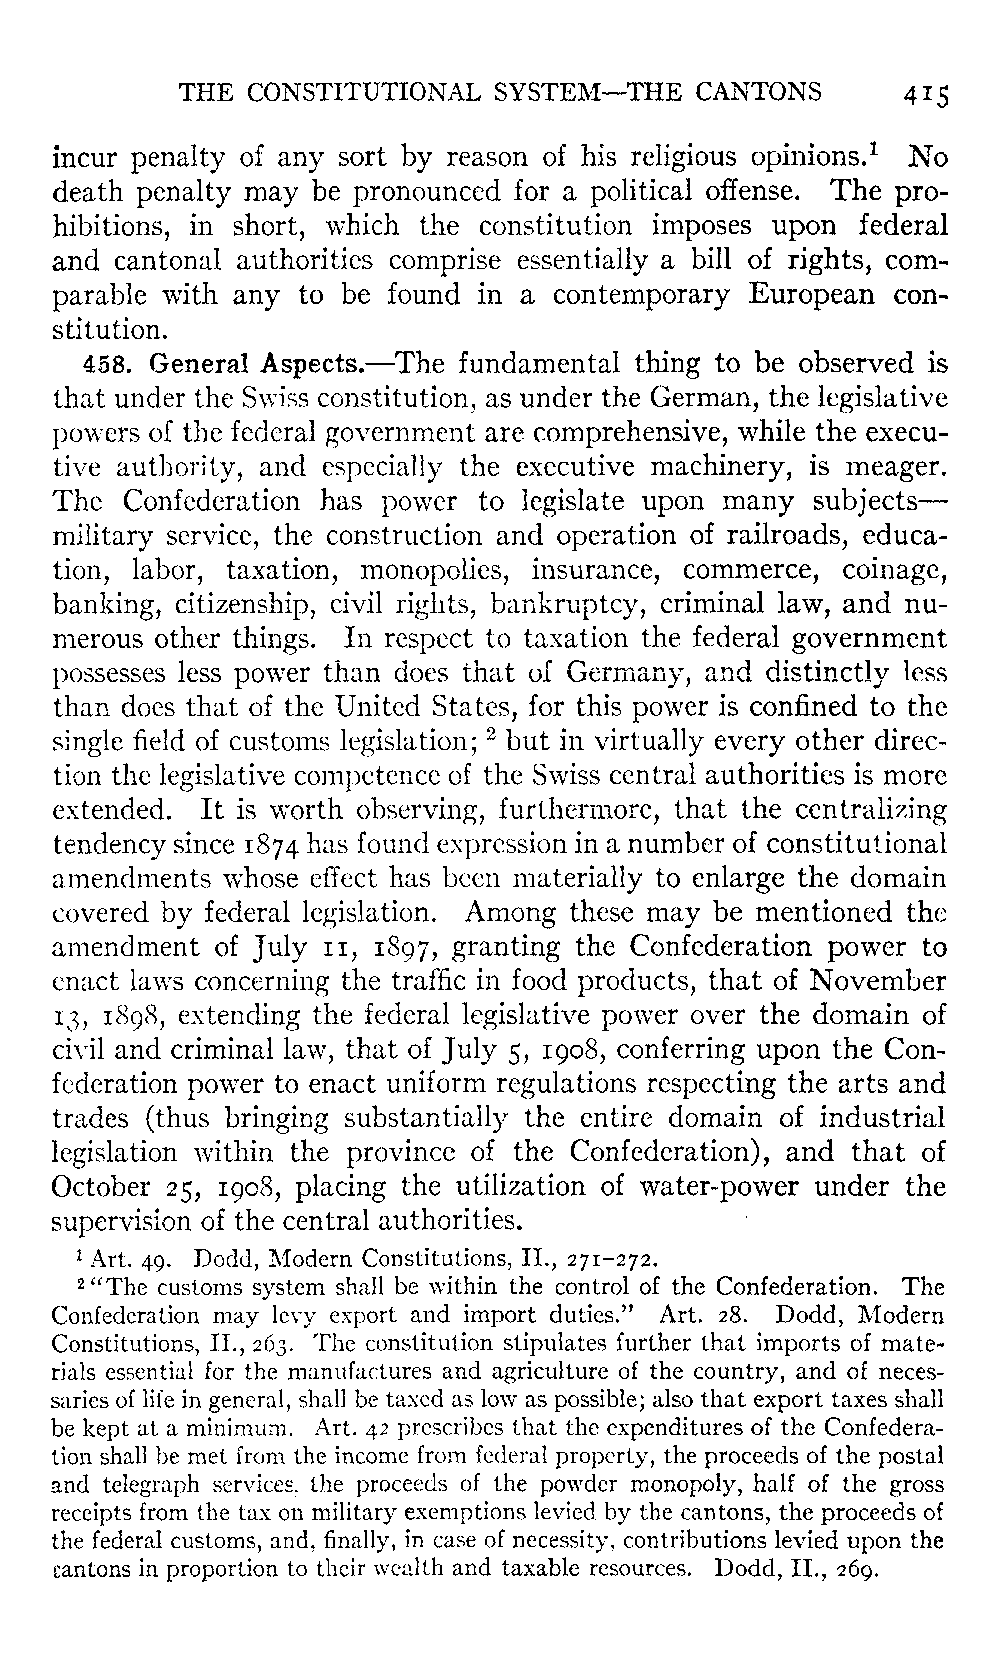 THE CONSTITUTIONAL SYSTEM—THE CANTONS 415
incur penalty of any sort by reason of his religious opinions.¹ No
death penalty may be pronounced for a political offense. The pro-
hibitions, in short, which the constitution imposes upon federal
and cantonal authorities comprise essentially a bill of rights, com-
parable with any to be found in a contemporary European con-
stitution.
458. General Aspects.—The fundamental thing to be observed is
that under the Swiss constitution, as under the German, the legislative
powers of the federal government are comprehensive, while the execu-
tive authority, and especially the executive machinery, is meager.
The Confederation has power to legislate upon many subjects—
military service, the construction and operation of railroads, educa-
tion, labor, taxation, monopolies, insurance, commerce, coinage,
banking, citizenship, civil rights, bankruptcy, criminal law, and nu-
merous other things. In respect to taxation the federal government
possesses less power than does that of Germany, and distinctly less
than does that of the United States, for this power is confined to the
single field of customs legislation; ² but in virtually every other direc-
tion the legislative competence of the Swiss central authorities is more
extended. It is worth observing, furthermore, that the centralizing
tendency since 1874 has found expression in a number of constitutional
amendments whose effect has been materially to enlarge the domain
covered by federal legislation. Among these may be mentioned the
amendment of July 11, 1897, granting the Confederation power to
enact laws concerning the traffic in food products, that of November
13, 1898, extending the federal legislative power over the domain of
civil and criminal law, that of July 5, 1908, conferring upon the Con-
federation power to enact uniform regulations respecting the arts and
trades (thus bringing substantially the entire domain of industrial
legislation within the province of the Confederation), and that of
October 25, 1908, placing the utilization of water-power under the
supervision of the central authorities.
¹ Art. 49. Dodd, Modern Constitutions, II., 271-272.
² "The customs system shall be within the control of the Confederation. The
Confederation may levy export and import duties." Art. 28. Dodd, Modern
Constitutions, II., 263. The constitution stipulates further that imports of mate-
rials essential for the manufactures and agriculture of the country, and of neces-
saries of life in general, shall be taxed as low as possible; also that export taxes shall
be kept at a minimum. Art. 42 prescribes that the expenditures of the Confedera-
tion shall be met from the income from federal property, the proceeds of the postal
and telegraph services, the proceeds of the powder monopoly, half of the gross
receipts from the tax on military exemptions levied by the cantons, the proceeds of
the federal customs, and, finally, in case of necessity, contributions levied upon the
cantons in proportion to their wealth and taxable resources. Dodd, II., 269.